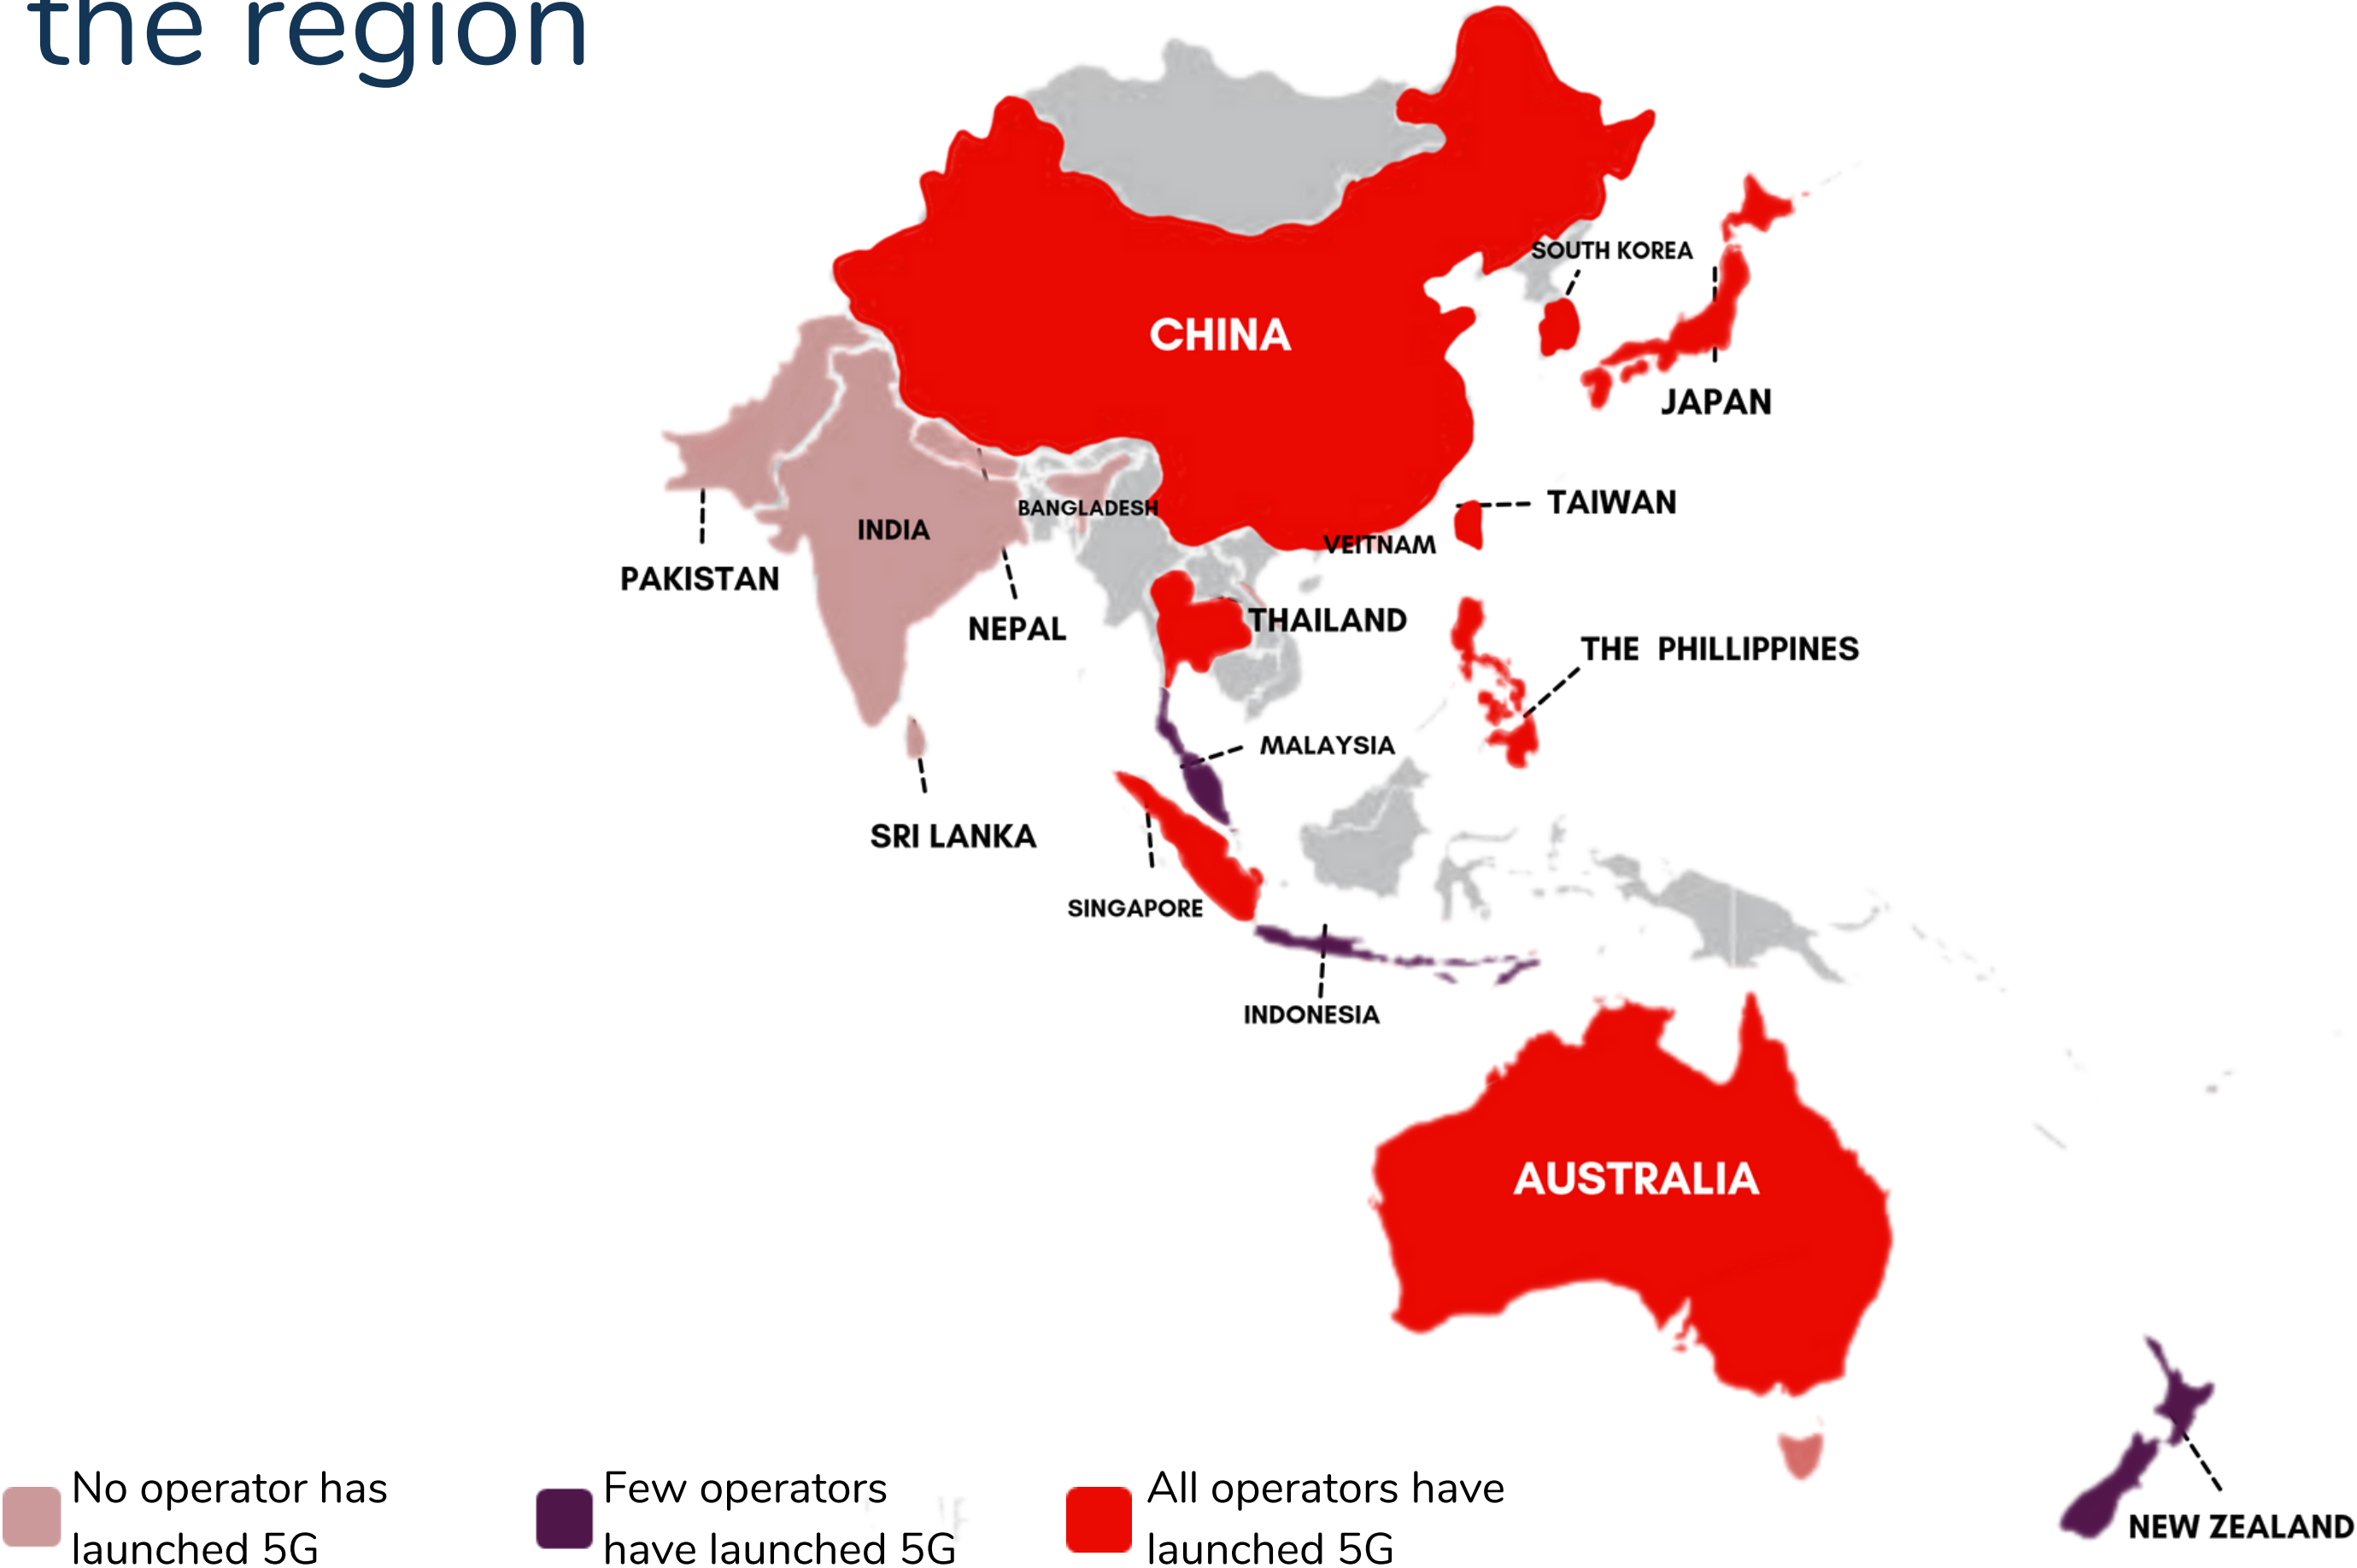 the region
SOUTH KOREA
CHINA
JAPAN
TAIWAN
BANGLADESH
INDIA
VEITNAM
PAKISTAN
THAILAND
NEPAL
THE PHILLIPPINES
MALAYSIA
SRI LANKA
SINGAPORE
INDONESIA
AUSTRALIA
NEW ZEALAND
No operator has
launched 5G
Few operators
have launched 5G
All operators have
launched 5G